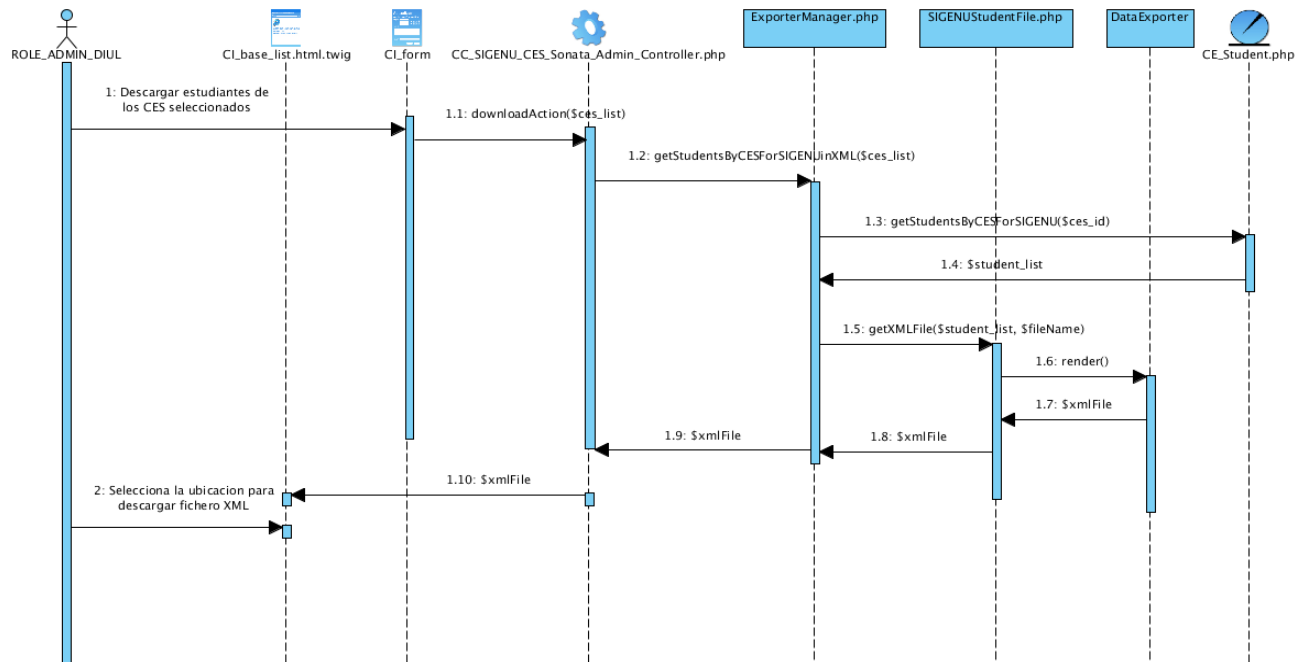 ExporterManager.php
SIGENUStudentFile.php
DataExporter
ROLE_ADMIN_DIUL
CI_base_list.html.twig
CI_form
CC_SIGENU_CES_Sonata_Admin_Controller.php
CE_Student.php
1: Descargar estudiantes de
los CES seleccionados
1.1: downloadAction($ces_list)
1.2: getStudentsByCESForSIGENUinXML($ces_list)
1.3: getStudentsByCESForSIGENU($ces_id)
1.4: $student_list
1.5: getXMLFile($student_list, $fileName)
1.6: render()
1.7: $xmlFile
1.8: $xmlFile
1.9: $xmlFile
1.10: $xmlFile
2: Selecciona la ubicacion para
descargar fichero XML